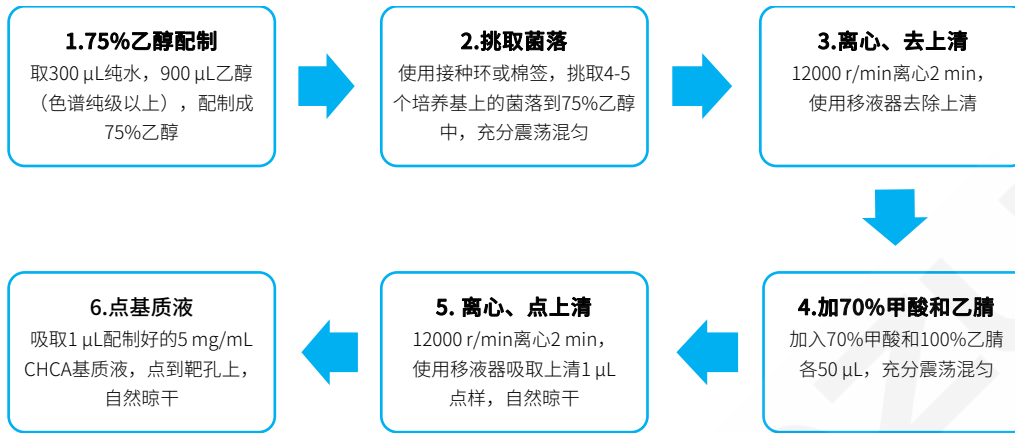 1.75%乙醇配制
取300 μL纯水，900 μL乙醇
（色谱纯级以上），配制成
75%乙醇
2.挑取菌落
使用接种环或棉签，挑取4-5
个培养基上的菌落到75%乙醇
中，充分震荡混匀
3.离心、去上清
12000 r/min离心2 min，
使用移液器去除上清
4.加70%甲酸和乙腈
加入70%甲酸和100%乙腈
各50 μL，充分震荡混匀
5. 离心、点上清
12000 r/min离心2 min，
使用移液器吸取上清1 μL
点样，自然晾干
6.点基质液
吸取1 μL配制好的5 mg/mL
CHCA基质液，点到靶孔上，
自然晾干